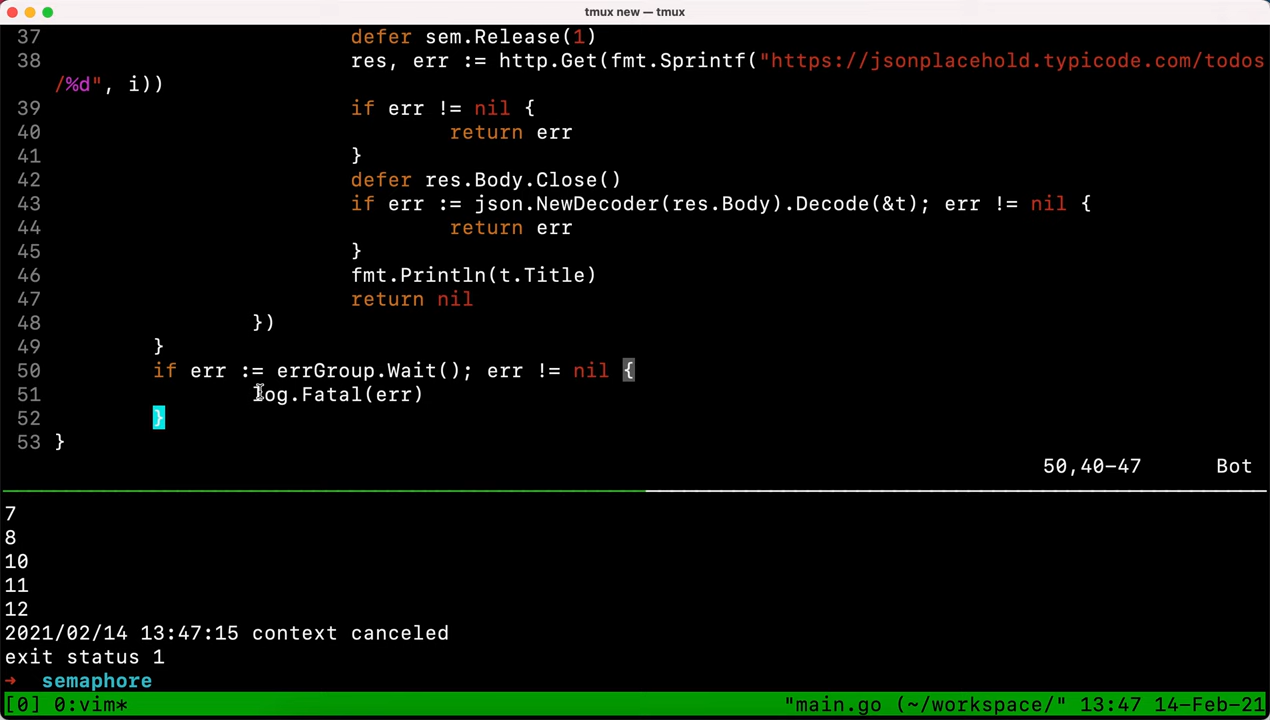 tmux new — tmux
37 defer sem.Release(1)
38 res, err := http.Get(fmt.Sprintf("https://jsonplacehold.typicode.com/todos
/%d", i))
39 if err != nil {
40 return err
41 }
42 defer res.Body.Close()
43 if err := json.NewDecoder(res.Body).Decode(&t); err != nil {
44 return err
45 }
46 fmt.Println(t.Title)
47 return nil
48 })
49 }
50 if err := errGroup.Wait(); err != nil {
51 log.Fatal(err)
52 }
53 }
50,40-47 Bot
7
8
10
11
12
2021/02/14 13:47:15 context canceled
exit status 1
→ semaphore
[0] 0:vim* "main.go (~/workspace/" 13:47 14-Feb-21